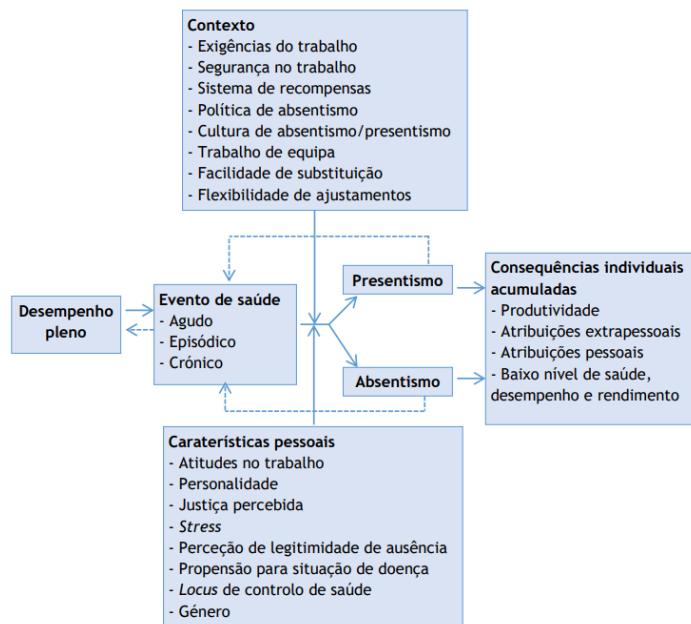 Contexto
- Exigências do trabalho
- Segurança no trabalho
- Sistema de recompensas
- Política de absentismo
- Cultura de absentismo/presentismo
- Trabalho de equipa
- Facilidade de substituição
- Flexibilidade de ajustamentos
Desempenho
pleno
Evento de saúde
- Agudo
- Episódico
- Crónico
Presentismo
Absentismo
Consequências individuais
acumuladas
- Produtividade
- Atribuições extrapessoais
- Atribuições pessoais
- Baixo nível de saúde,
desempenho e rendimento
Caraterísticas pessoais
- Atitudes no trabalho
- Personalidade
- Justiça percebida
- Stress
- Perceção de legitimidade de ausência
- Propensão para situação de doença
- Locus de controlo de saúde
- Género